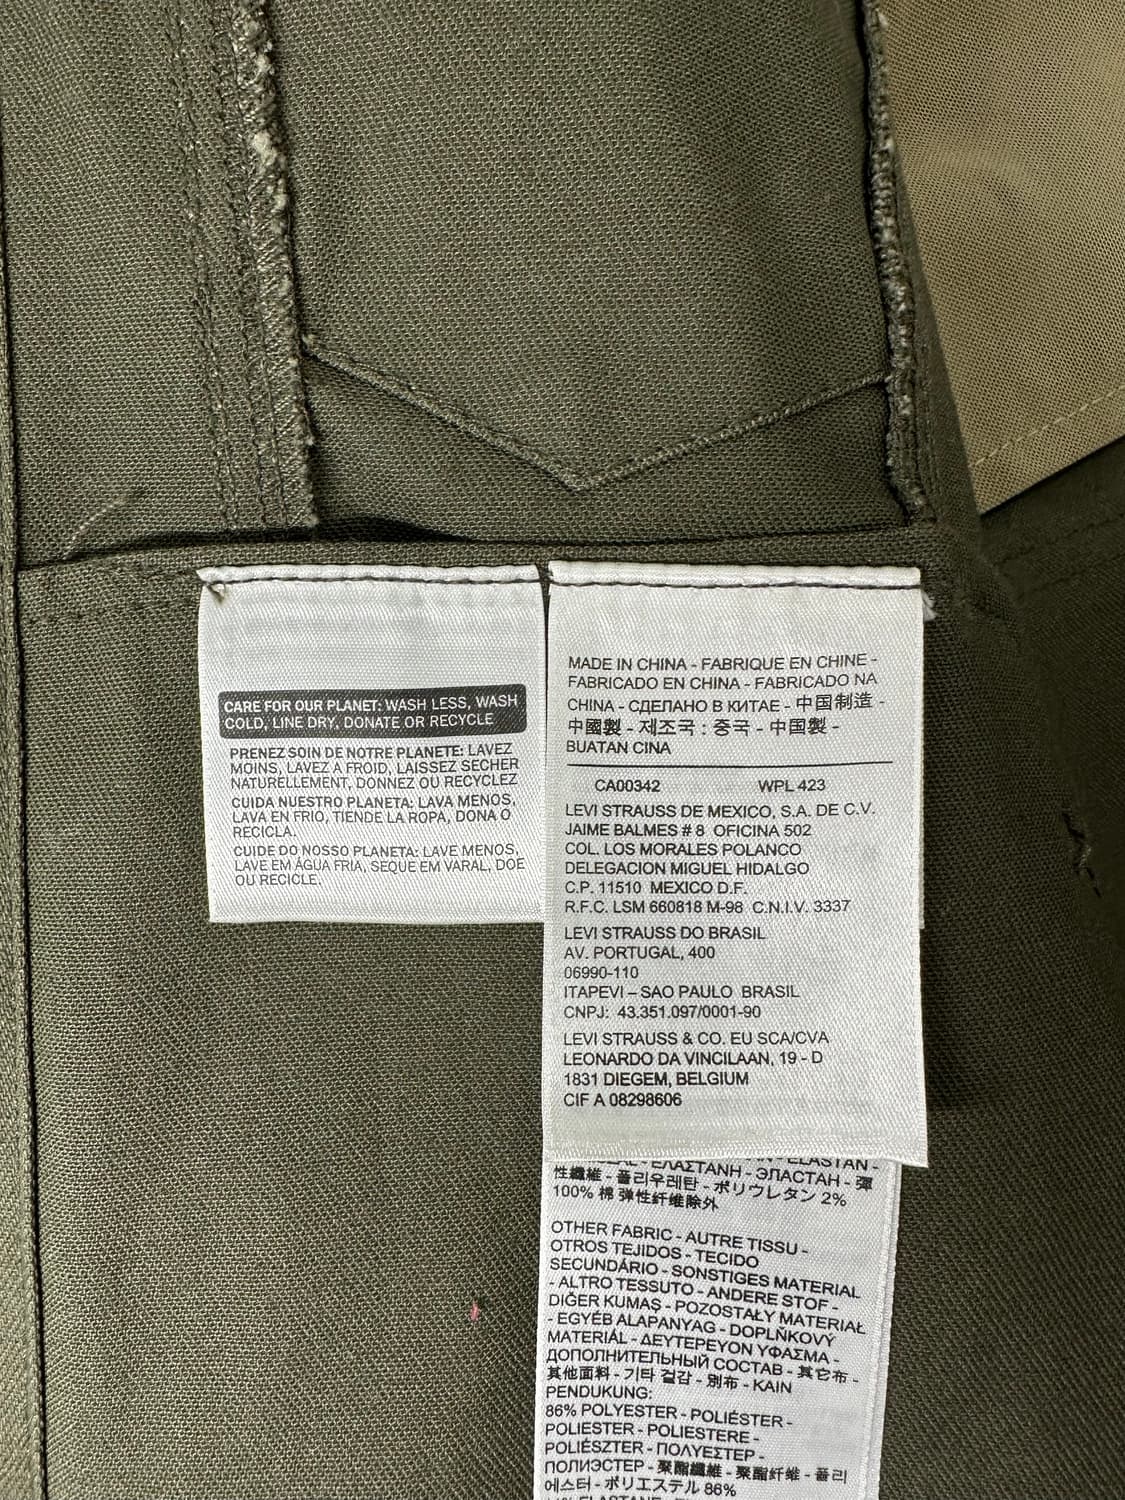 CARE FOR OUR PLANET: WASH LESS, WASH
COLD, LINE DRY, DONATE OR RECYCLE
PRENEZ SOIN DE NOTRE PLANETE: LAVEZ
MOINS, LAVEZ A FROID, LAISSEZ SECHER
NATURELLEMENT, DONNEZ OU RECYCLEZ
CUIDA NUESTRO PLANETA: LAVA MENOS,
LAVA EN FRIO, TIENDE LA ROPA, DONA O
RECICLA.
CUIDE DO NOSSO PLANETA: LAVE MENOS,
LAVE EM ÁGUA FRIA, SEQUE EM VARAL, DOE
OU RECICLE.
MADE IN CHINA - FABRIQUE EN CHINE -
FABRICADO EN CHINA - FABRICADO NA
CHINA - СДЕЛАНО В КИТАЕ - 中国制造 -
中國製 - 제조국 : 중국 - 中国製 -
BUATAN CINA
CA00342 WPL 423
LEVI STRAUSS DE MEXICO, S.A. DE C.V.
JAIME BALMES # 8 OFICINA 502
COL. LOS MORALES POLANCO
DELEGACION MIGUEL HIDALGO
C.P. 11510 MEXICO D.F.
R.F.C. LSM 660818 M-98 C.N.I.V. 3337
LEVI STRAUSS DO BRASIL
AV. PORTUGAL, 400
06990-110
ITAPEVI – SAO PAULO BRASIL
CNPJ: 43.351.097/0001-90
LEVI STRAUSS & CO. EU SCA/CVA
LEONARDO DA VINCILAAN, 19 - D
1831 DIEGEM, BELGIUM
CIF A 08298606
ELASTAN -
ΕΛΑΣΤΑΝΗ - ЭЛАСТАН - 彈
性纖維 - 폴리우레탄 - ポリウレタン 2%
100% 棉 弹性纤维除外
OTHER FABRIC - AUTRE TISSU -
OTROS TEJIDOS - TECIDO
SECUNDÁRIO - SONSTIGES MATERIAL
- ALTRO TESSUTO - ANDERE STOF -
DIĞER KUMAŞ - POZOSTAŁY MATERIAŁ
- EGYÉB ALAPANYAG - DOPLŇKOVÝ
MATERIÁL - ΔΕΥΤΕΡΕΥΟΝ ΥΦΑΣΜΑ -
ДОПОЛНИТЕЛЬНЫЙ СОСТАВ - 其它布 -
其他面料 - 기타 겉감 - 別布 - KAIN
PENDUKUNG:
86% POLYESTER - POLIÉSTER -
POLIESTER - POLIESTERE -
POLIÉSZTER - ΠΟΛΥΕΣΤΕΡ -
ПОЛИЭСТЕР - 聚酯纖維 - 聚酯纤维 - 폴리
에스터 - ポリエステル 86%